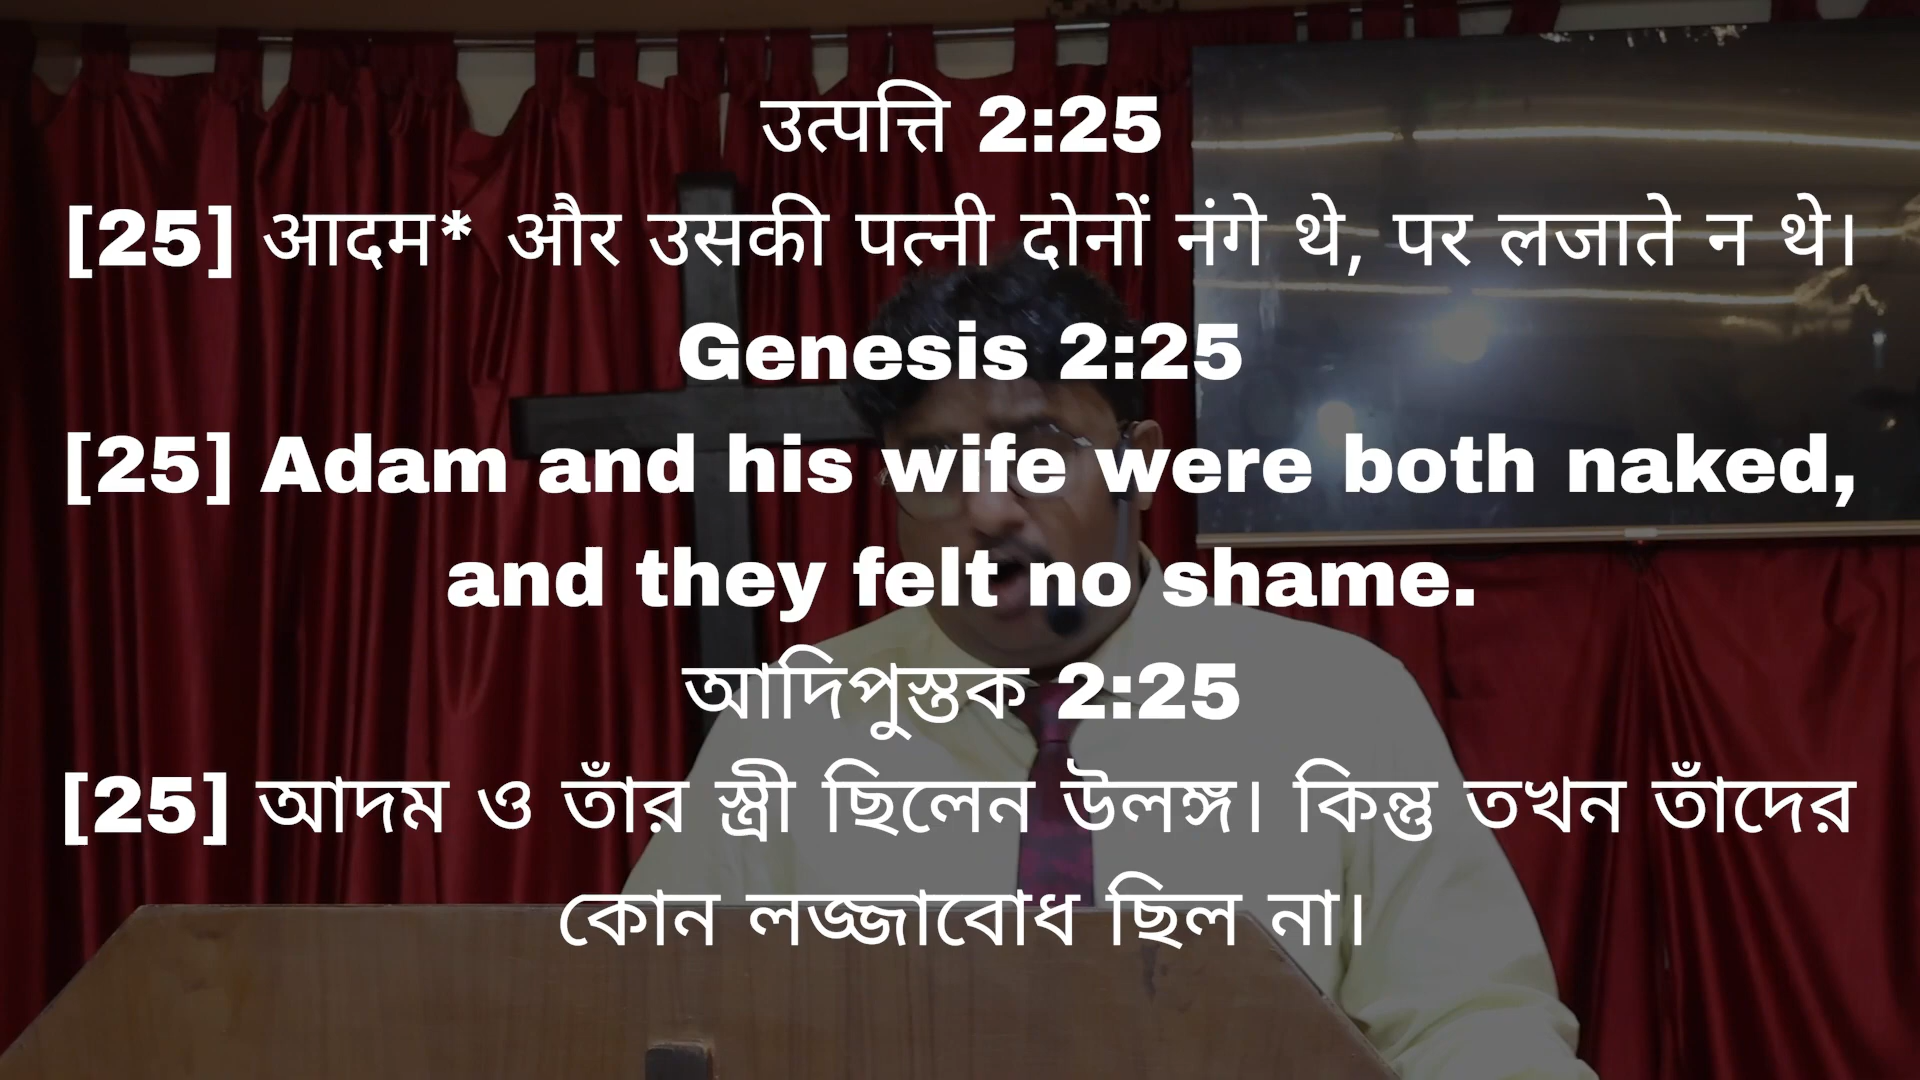 उत्पत्ति 2:25
[25] आदम* और उसकी पत्नी दोनों नंगे थे, पर लजाते न थे।
Genesis 2:25
[25] Adam and his wife were both naked,
and they felt no shame.
আদিপুস্তক 2:25
[25] আদম ও তাঁর স্ত্রী ছিলেন উলঙ্গ। কিন্তু তখন তাঁদের
কোন লজ্জাবোধ ছিল না।